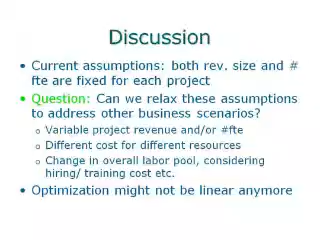 Discussion
• Current assumptions: both rev. size and #
fte are fixed for each project
• Question: Can we relax these assumptions
to address other business scenarios?
o Variable project revenue and/or #fte
o Different cost for different resources
o Change in overall labor pool, considering
hiring/ training cost etc.
• Optimization might not be linear anymore